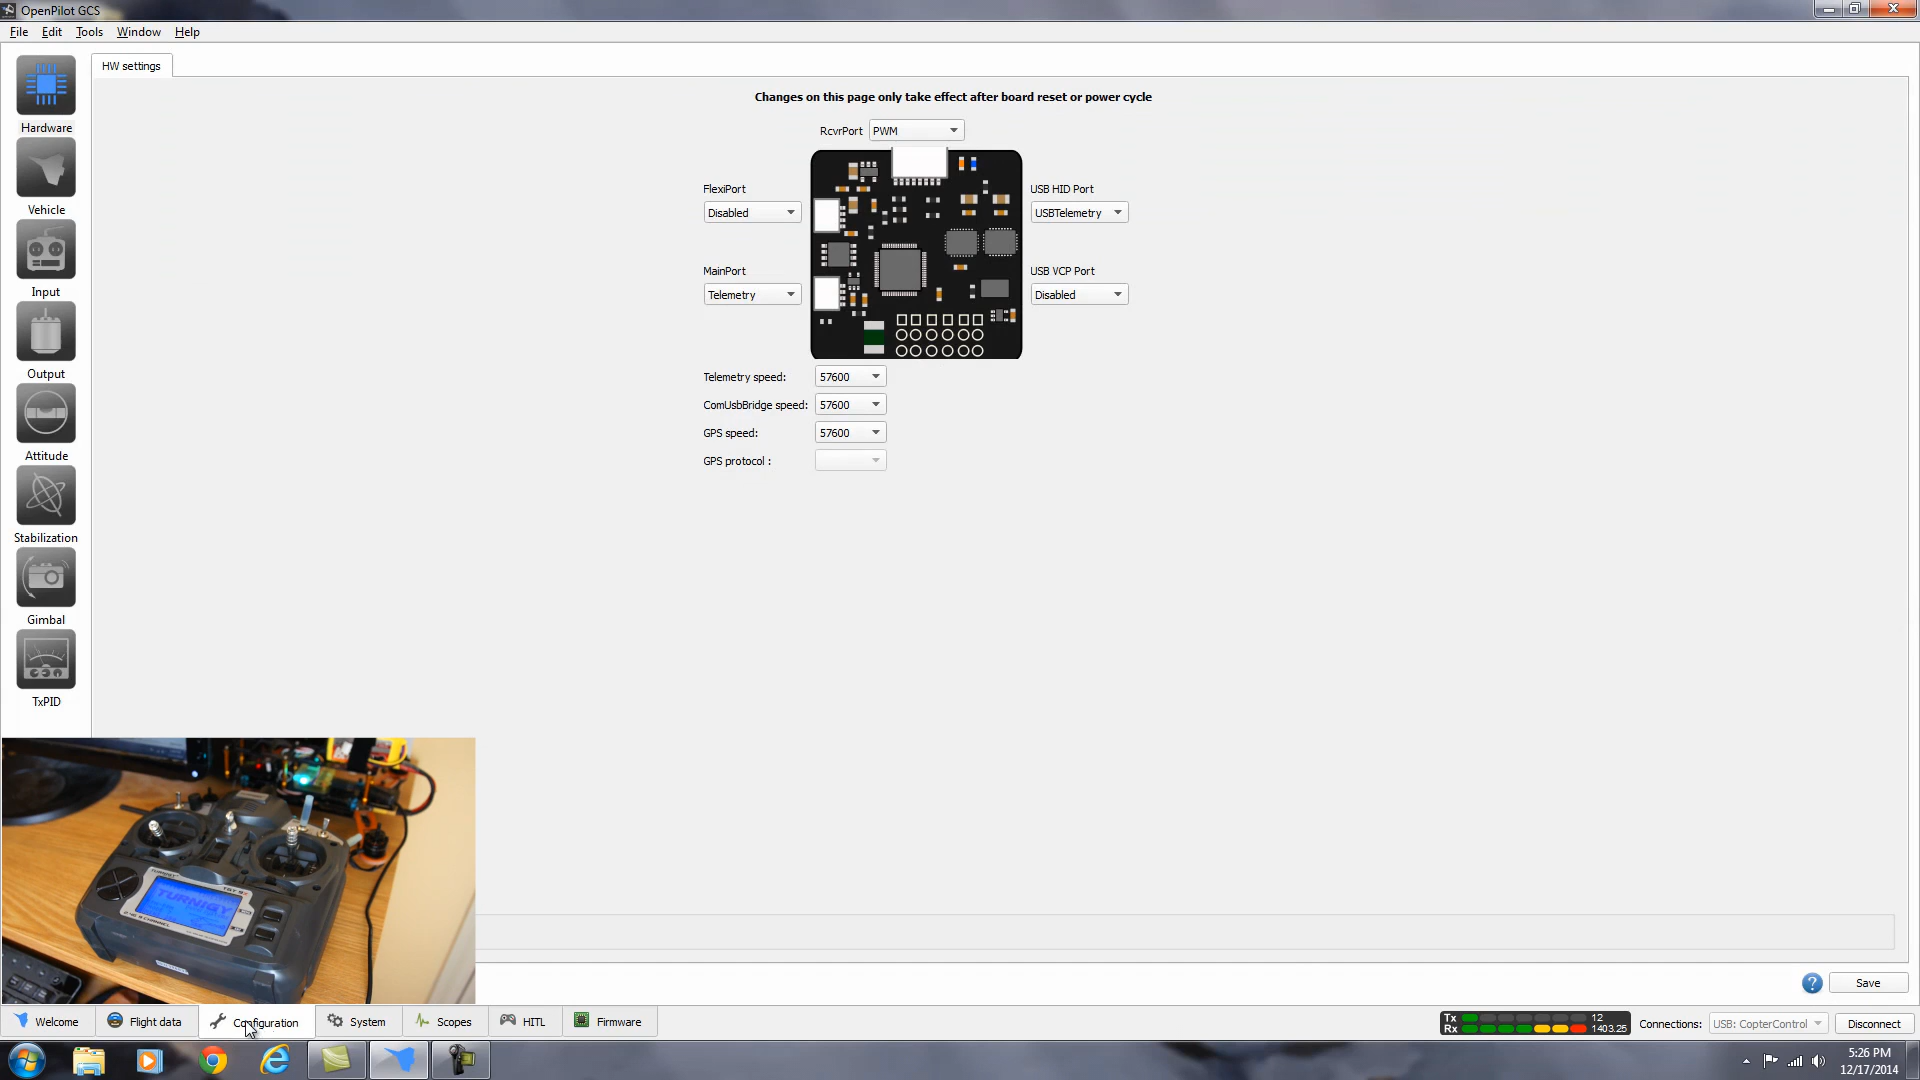 OpenPilot GCS
File Edit Tools Window Help
HW settings
Changes on this page only take effect after board reset or power cycle
RcvrPort PWM
Hardware
FlexiPort
USB HID Port
Disabled
USBTelemetry
Vehicle
MainPort
USB VCP Port
Input
Telemetry
Disabled
Output
Telemetry speed: 57600
ComUsbBridge speed: 57600
GPS speed: 57600
GPS protocol :
Attitude
Stabilization
Gimbal
TxPID
TURNIGY
TGY 9X
TURNIGY
Save
Welcome Flight data Configuration System Scopes HITL Firmware
Tx 12
Rx 1403.25
Connections: USB: CopterControl Disconnect
5:26 PM
12/17/2014